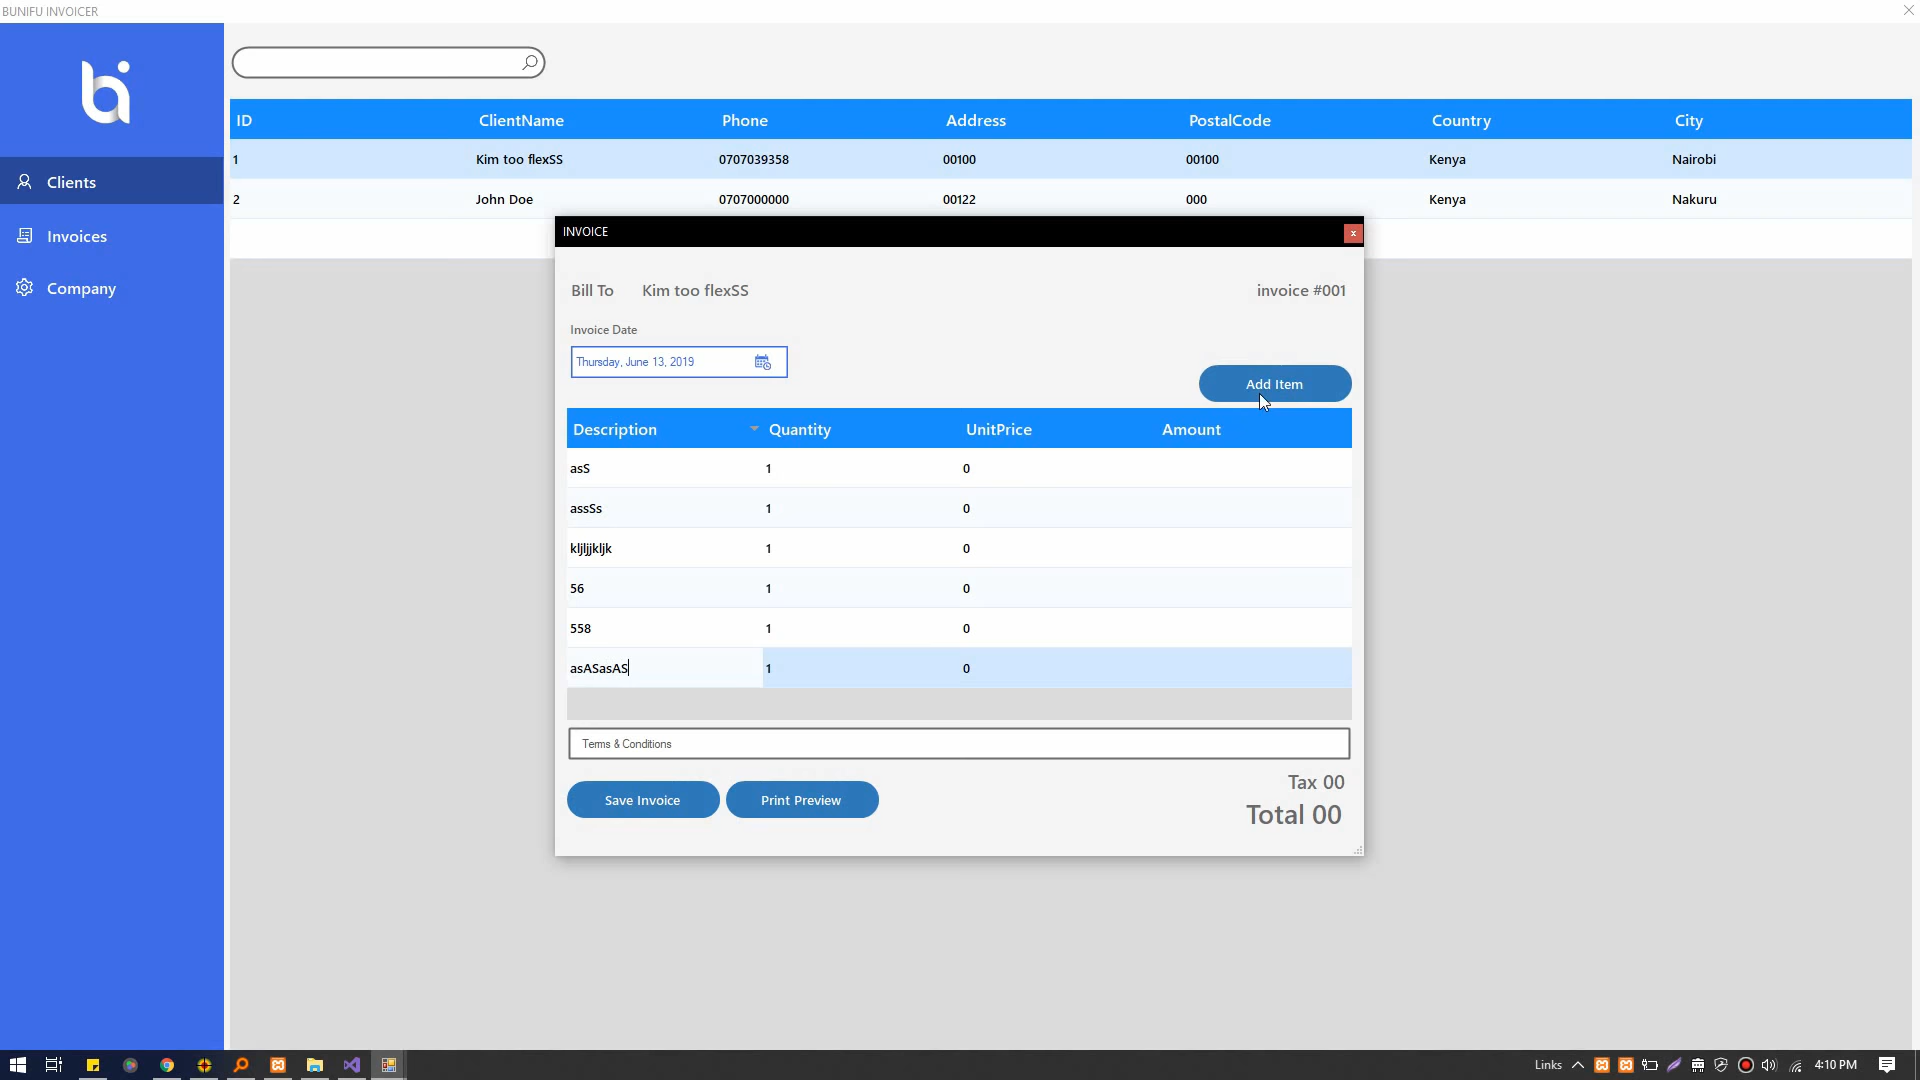 BUNIFU INVOICER
Clients
Invoices
Company
ID ClientName Phone Address PostalCode Country City
1 Kim too flexSS 0707039358 00100 00100 Kenya Nairobi
2 John Doe 0707000000 00122 000 Kenya Nakuru
INVOICE x
Bill To Kim too flexSS invoice #001
Invoice Date
Thursday, June 13, 2019
Add Item
Description Quantity UnitPrice Amount
asS 1 0
assSs 1 0
kljljjkljk 1 0
56 1 0
558 1 0
asASasAS 1 0
Terms & Conditions
Save Invoice Print Preview
Tax 00
Total 00
Links 4:10 PM